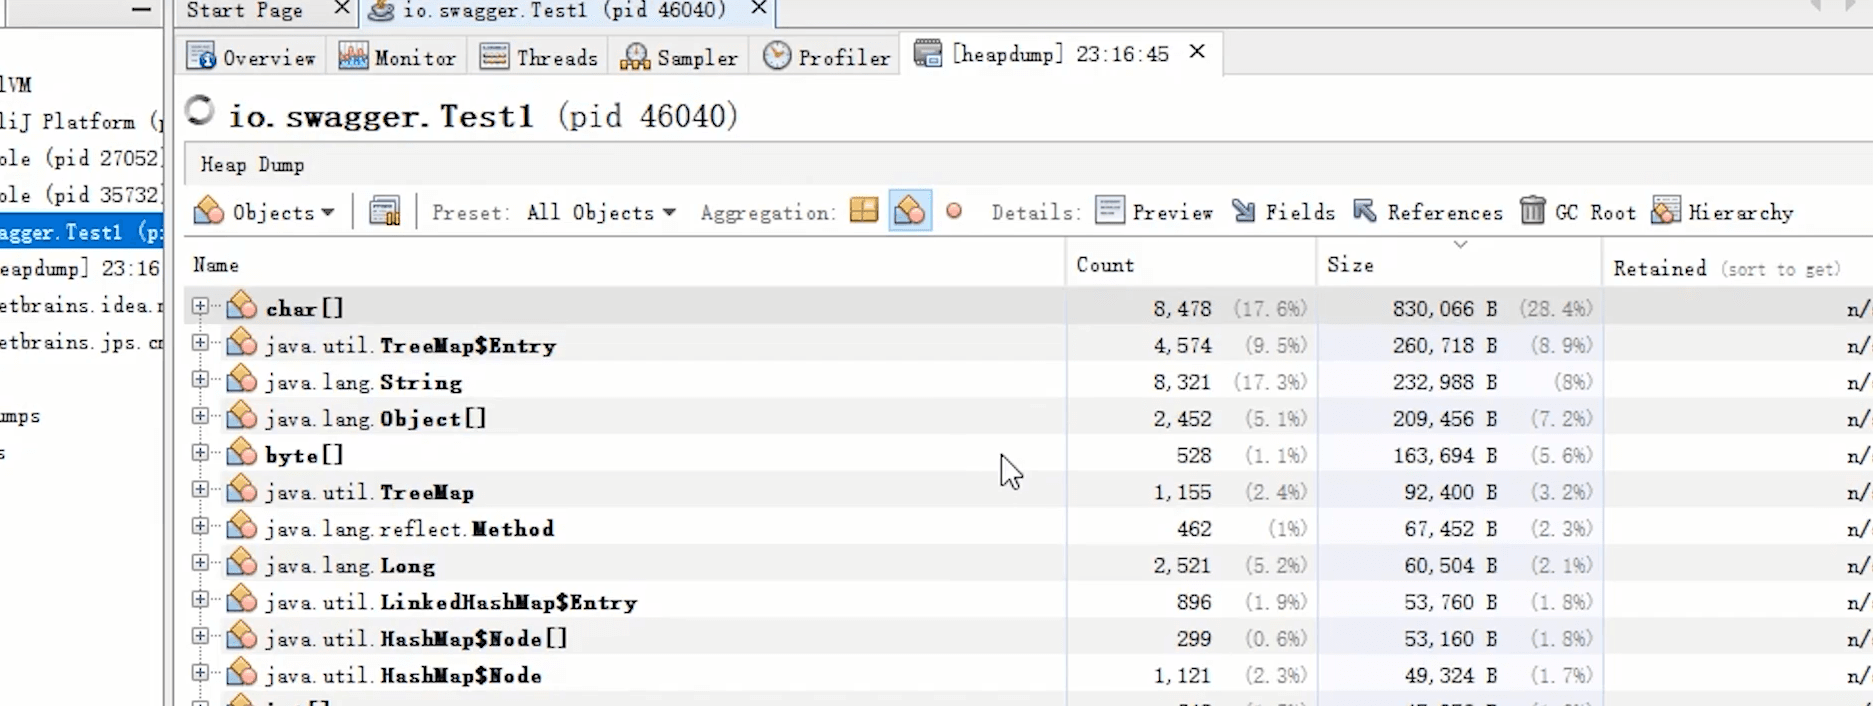 Start Page
io.swagger.Test1 (pid 46040)
Overview Monitor Threads Sampler Profiler [heapdump] 23:16:45
lVM
liJ Platform (p
ole (pid 27052)
ole (pid 35732)
agger.Test1 (pi
eapdump] 23:16
etbrains.idea.m
etbrains.jps.cm
umps
s
io.swagger.Test1 (pid 46040)
Heap Dump
Objects Preset: All Objects Aggregation: Details: Preview Fields References GC Root Hierarchy
Name Count Size Retained (sort to get)
char[] 8,478 (17.6%) 830,066 B (28.4%) n/
java.util.TreeMap$Entry 4,574 (9.5%) 260,718 B (8.9%) n/
java.lang.String 8,321 (17.3%) 232,988 B (8%) n/
java.lang.Object[] 2,452 (5.1%) 209,456 B (7.2%) n/
byte[] 528 (1.1%) 163,694 B (5.6%) n/
java.util.TreeMap 1,155 (2.4%) 92,400 B (3.2%) n/
java.lang.reflect.Method 462 (1%) 67,452 B (2.3%) n/
java.lang.Long 2,521 (5.2%) 60,504 B (2.1%) n/
java.util.LinkedHashMap$Entry 896 (1.9%) 53,760 B (1.8%) n/
java.util.HashMap$Node[] 299 (0.6%) 53,160 B (1.8%) n/
java.util.HashMap$Node 1,121 (2.3%) 49,324 B (1.7%) n/